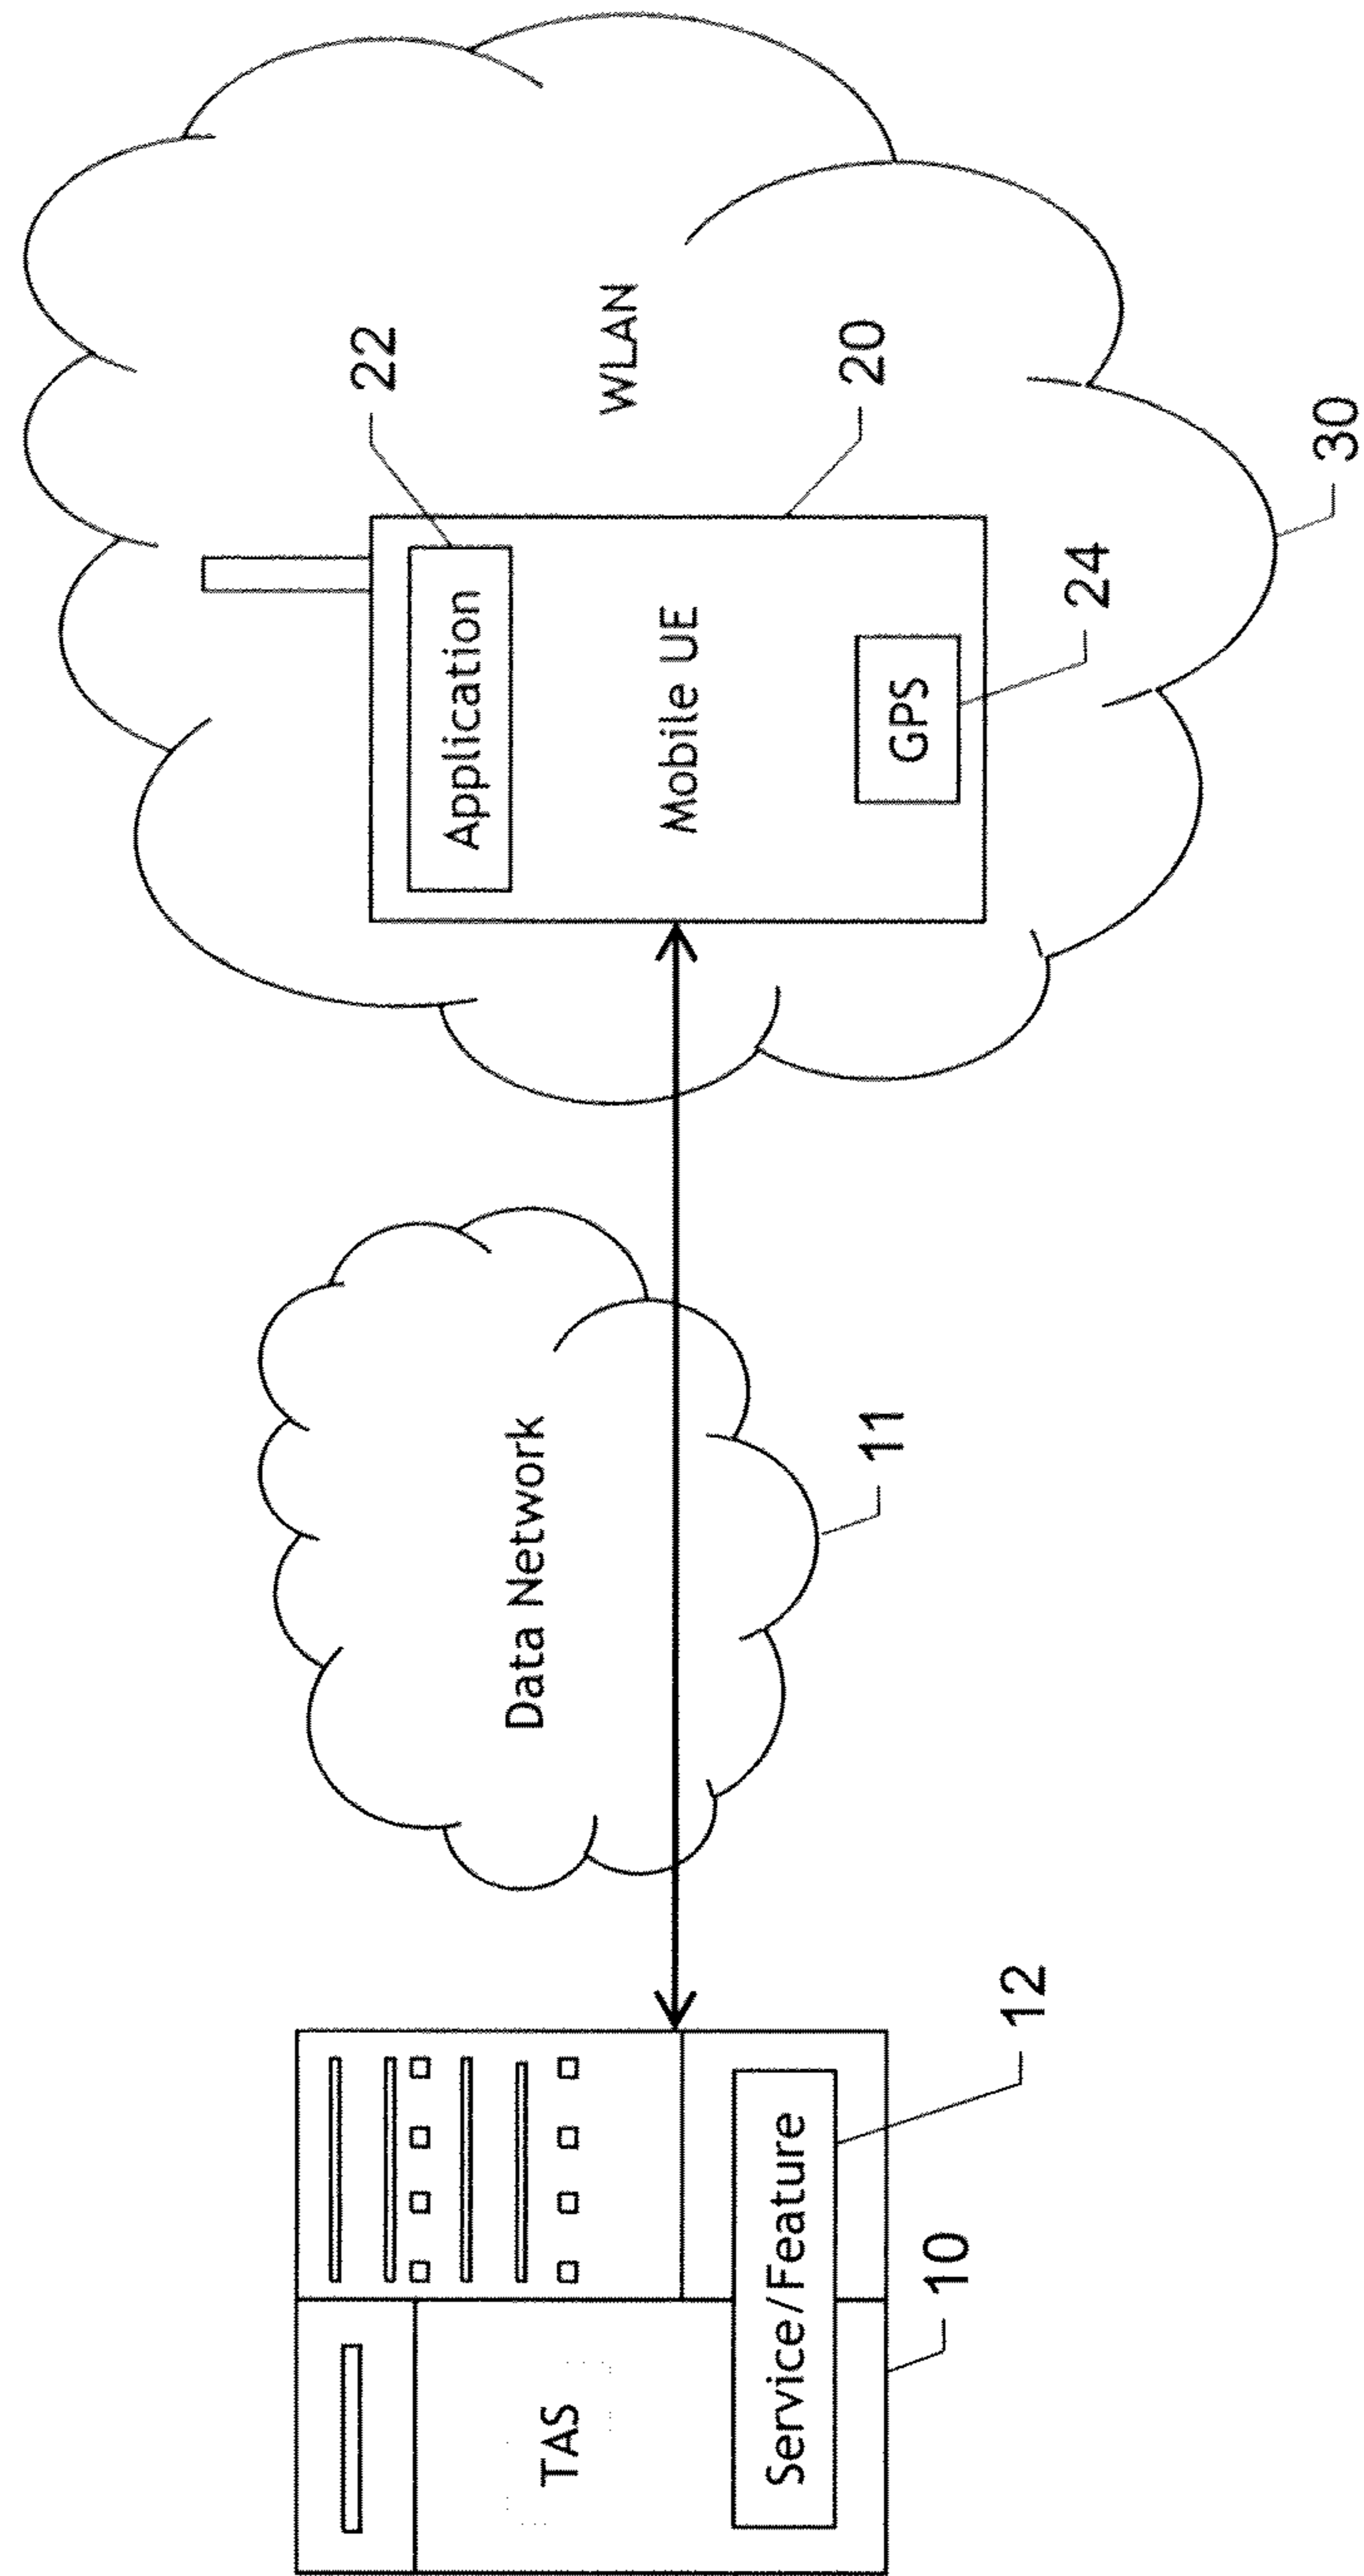 TAS
Service/Feature
10
12
Data Network
11
Application
22
Mobile UE
20
GPS
24
WLAN
30